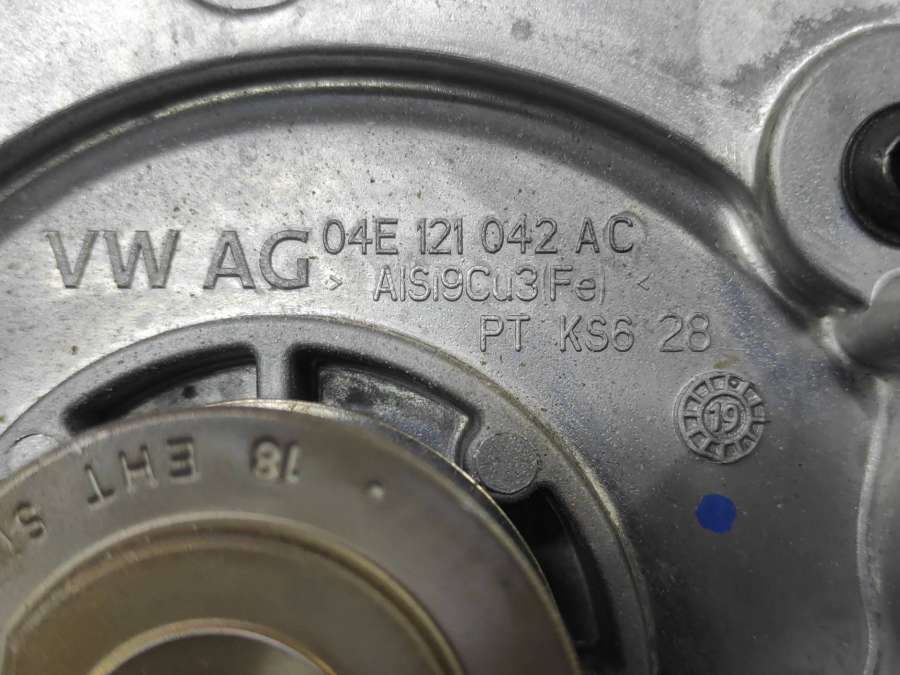 VW AG 04E 121 042 AC
> AlSi9Cu3(Fe) <
PT KS6 28
19
18 EHT